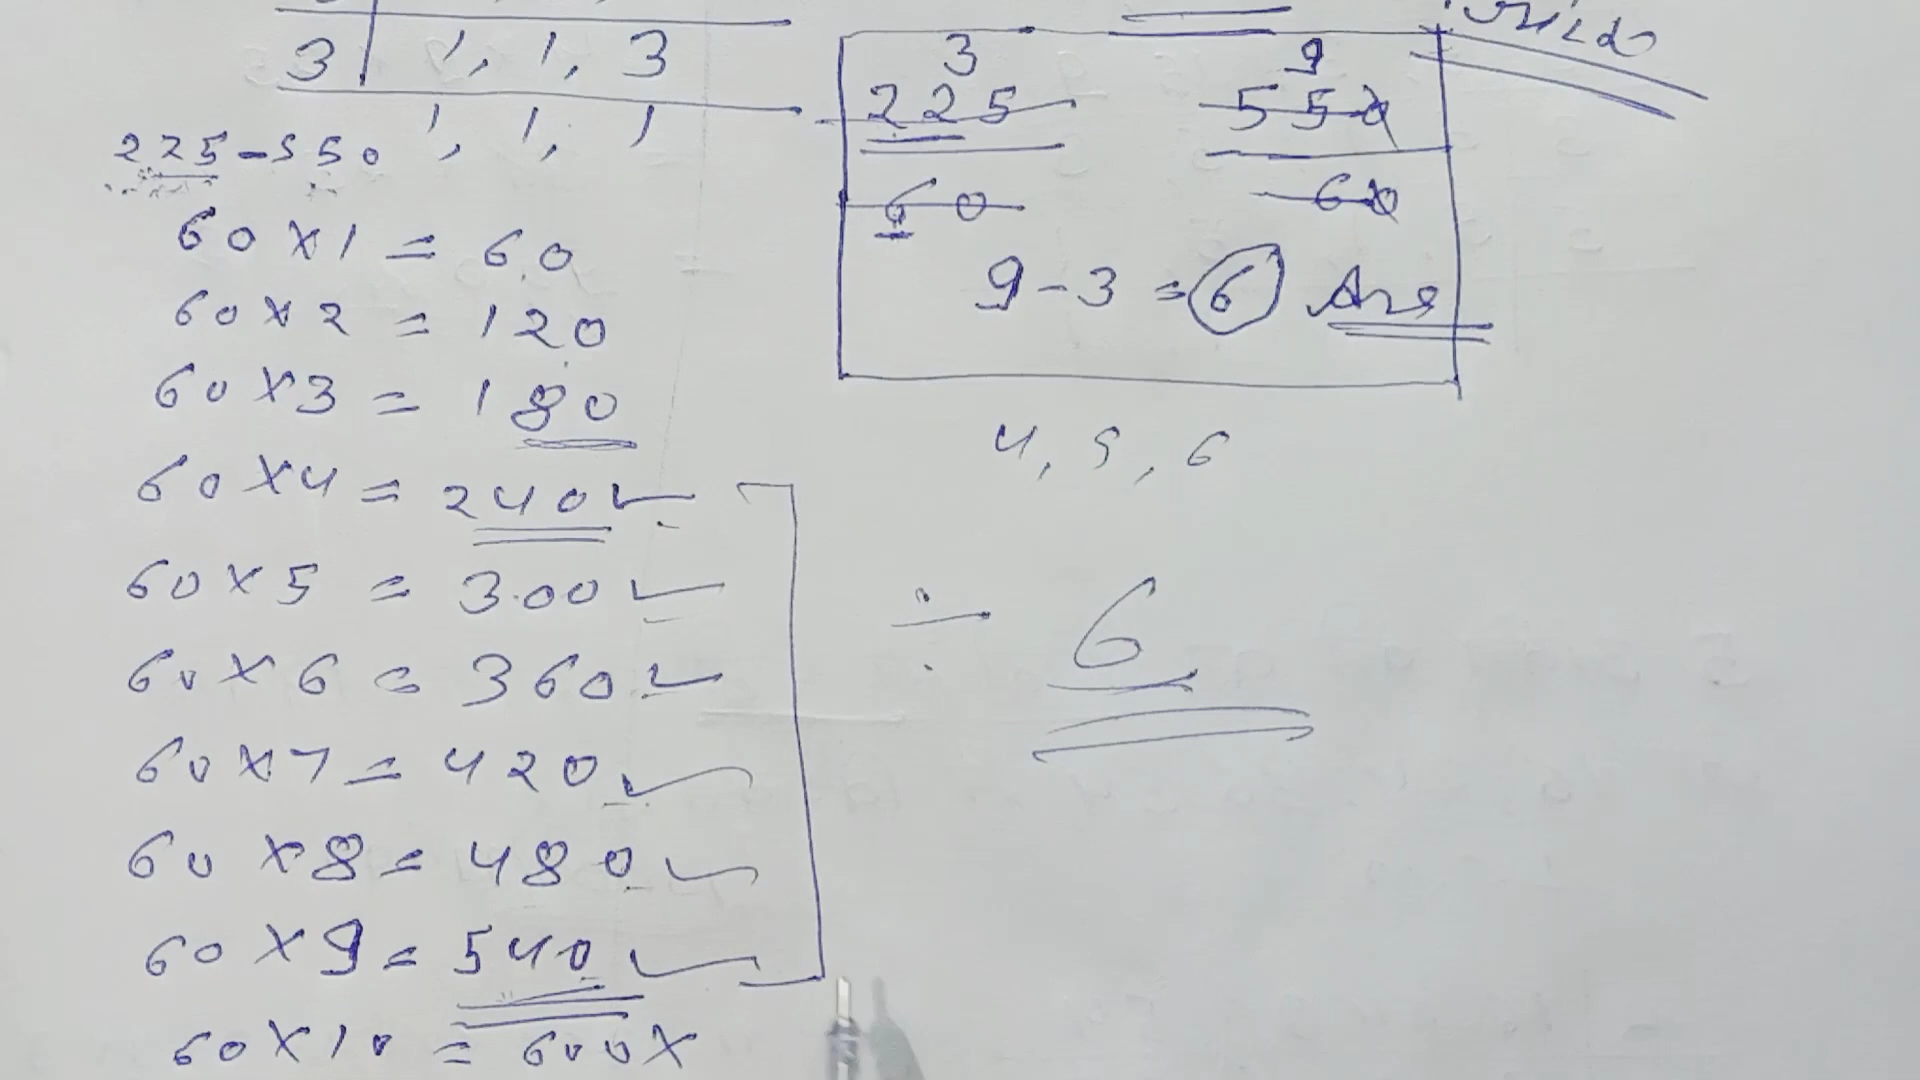 3 | 1, 1, 3
1, 1, 1
225-550
60 X 1 = 60
60 X 2 = 120
60 X 3 = 180
60 X 4 = 240 ✓
60 X 5 = 300 ✓
60 X 6 = 360 ✓
60 X 7 = 420 ✓
60 X 8 = 480 ✓
60 X 9 = 540 ✓
60 X 10 = 600 X
3 9
225 550
60 60
9-3 = 6 Ans
4, 5, 6
÷ 6